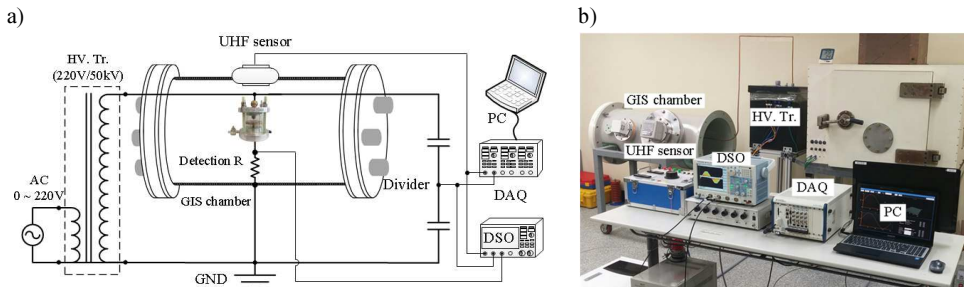 a)
UHF sensor
HV. Tr.
(220V/50kV)
PC
Detection R
Divider
AC
0 ~ 220V
GIS chamber
DAQ
DSO
GND
b)
GIS chamber
HV. Tr.
UHF sensor
DSO
DAQ
PC